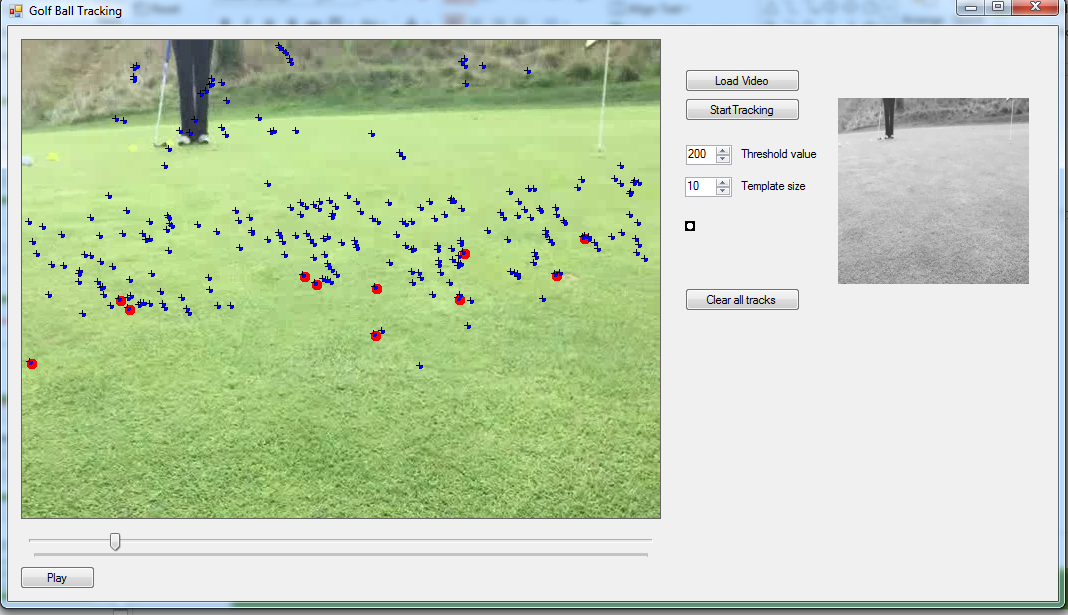 Golf Ball Tracking
Load Video
StartTracking
200 Threshold value
10 Template size
Clear all tracks
Play